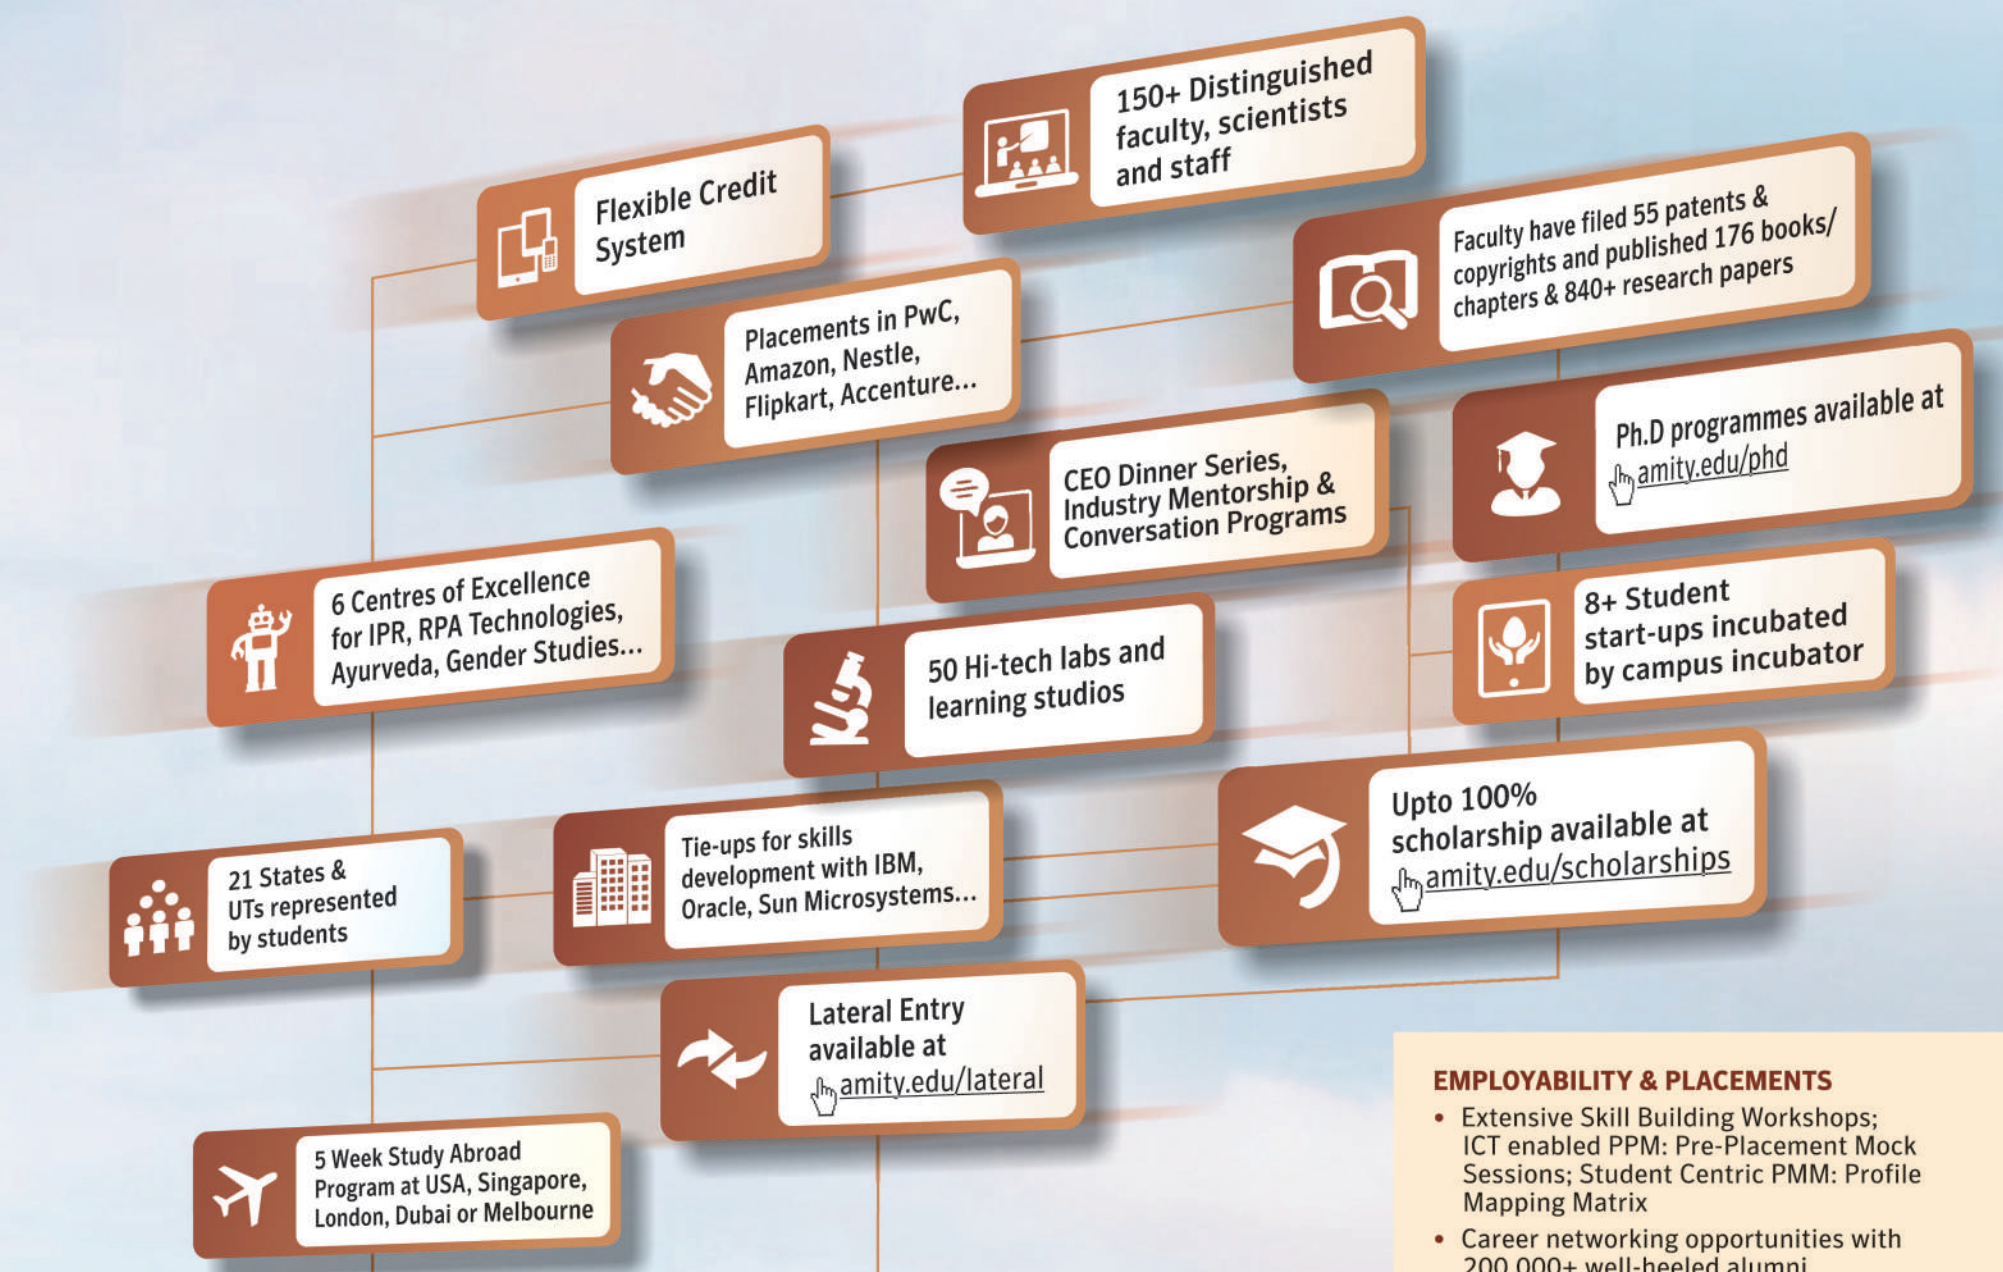 150+ Distinguished
faculty, scientists
and staff
Flexible Credit
System
Faculty have filed 55 patents &
copyrights and published 176 books/
chapters & 840+ research papers
Placements in PwC,
Amazon, Nestle,
Flipkart, Accenture...
Ph.D programmes available at
amity.edu/phd
CEO Dinner Series,
Industry Mentorship &
Conversation Programs
6 Centres of Excellence
for IPR, RPA Technologies,
Ayurveda, Gender Studies...
8+ Student
start-ups incubated
by campus incubator
50 Hi-tech labs and
learning studios
Upto 100%
scholarship available at
amity.edu/scholarships
21 States &
UTs represented
by students
Tie-ups for skills
development with IBM,
Oracle, Sun Microsystems...
Lateral Entry
available at
amity.edu/lateral
5 Week Study Abroad
Program at USA, Singapore,
London, Dubai or Melbourne
EMPLOYABILITY & PLACEMENTS
• Extensive Skill Building Workshops;
ICT enabled PPM: Pre-Placement Mock
Sessions; Student Centric PMM: Profile
Mapping Matrix
• Career networking opportunities with
200,000+ well-heeled alumni